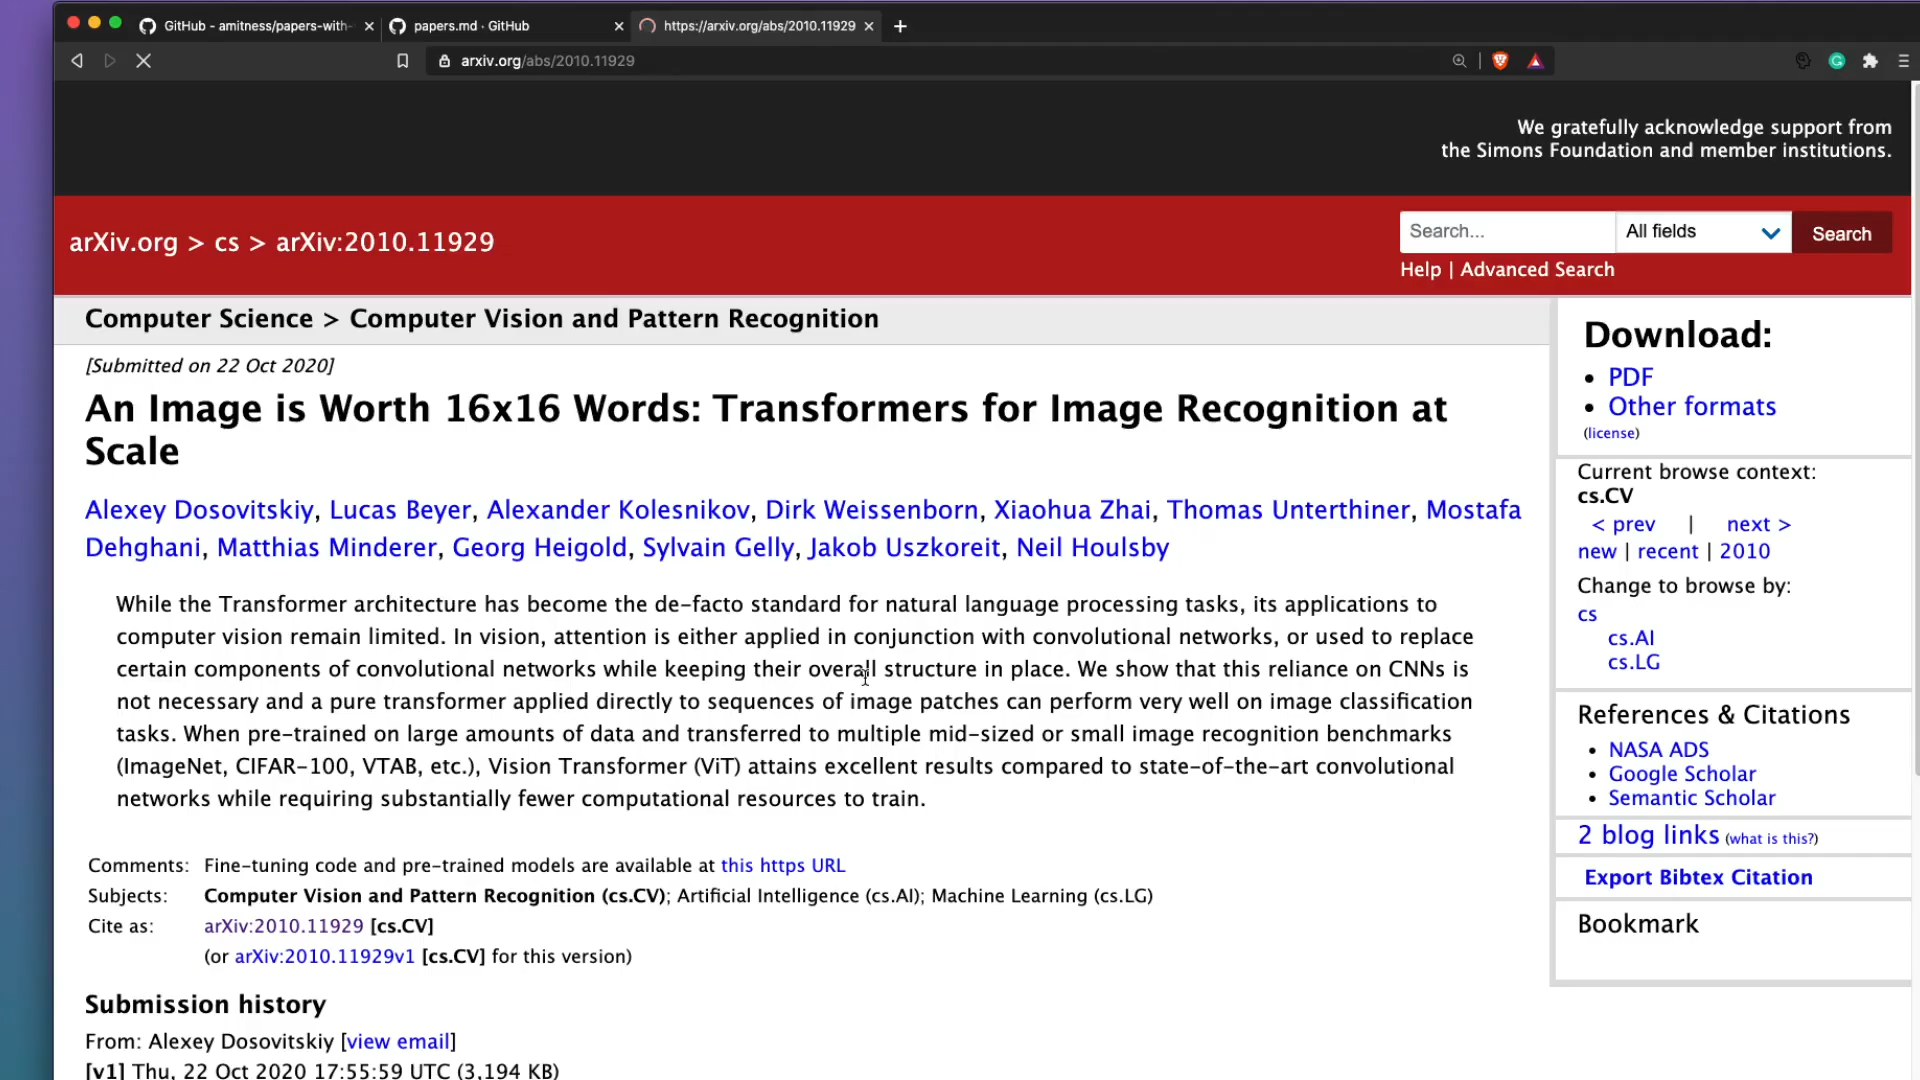 GitHub - amitness/papers-with-
papers.md · GitHub
https://arxiv.org/abs/2010.11929
arxiv.org/abs/2010.11929
We gratefully acknowledge support from
the Simons Foundation and member institutions.
arXiv.org > cs > arXiv:2010.11929
Search...
All fields
Search
Help | Advanced Search
Computer Science > Computer Vision and Pattern Recognition
[Submitted on 22 Oct 2020]
An Image is Worth 16x16 Words: Transformers for Image Recognition at
Scale
Alexey Dosovitskiy, Lucas Beyer, Alexander Kolesnikov, Dirk Weissenborn, Xiaohua Zhai, Thomas Unterthiner, Mostafa
Dehghani, Matthias Minderer, Georg Heigold, Sylvain Gelly, Jakob Uszkoreit, Neil Houlsby
While the Transformer architecture has become the de-facto standard for natural language processing tasks, its applications to
computer vision remain limited. In vision, attention is either applied in conjunction with convolutional networks, or used to replace
certain components of convolutional networks while keeping their overall structure in place. We show that this reliance on CNNs is
not necessary and a pure transformer applied directly to sequences of image patches can perform very well on image classification
tasks. When pre-trained on large amounts of data and transferred to multiple mid-sized or small image recognition benchmarks
(ImageNet, CIFAR-100, VTAB, etc.), Vision Transformer (ViT) attains excellent results compared to state-of-the-art convolutional
networks while requiring substantially fewer computational resources to train.
Comments: Fine-tuning code and pre-trained models are available at this https URL
Subjects: Computer Vision and Pattern Recognition (cs.CV); Artificial Intelligence (cs.AI); Machine Learning (cs.LG)
Cite as: arXiv:2010.11929 [cs.CV]
(or arXiv:2010.11929v1 [cs.CV] for this version)
Submission history
From: Alexey Dosovitskiy [view email]
[v1] Thu, 22 Oct 2020 17:55:59 UTC (3,194 KB)
Download:
PDF
Other formats
(license)
Current browse context:
cs.CV
< prev | next >
new | recent | 2010
Change to browse by:
cs
cs.AI
cs.LG
References & Citations
NASA ADS
Google Scholar
Semantic Scholar
2 blog links (what is this?)
Export Bibtex Citation
Bookmark